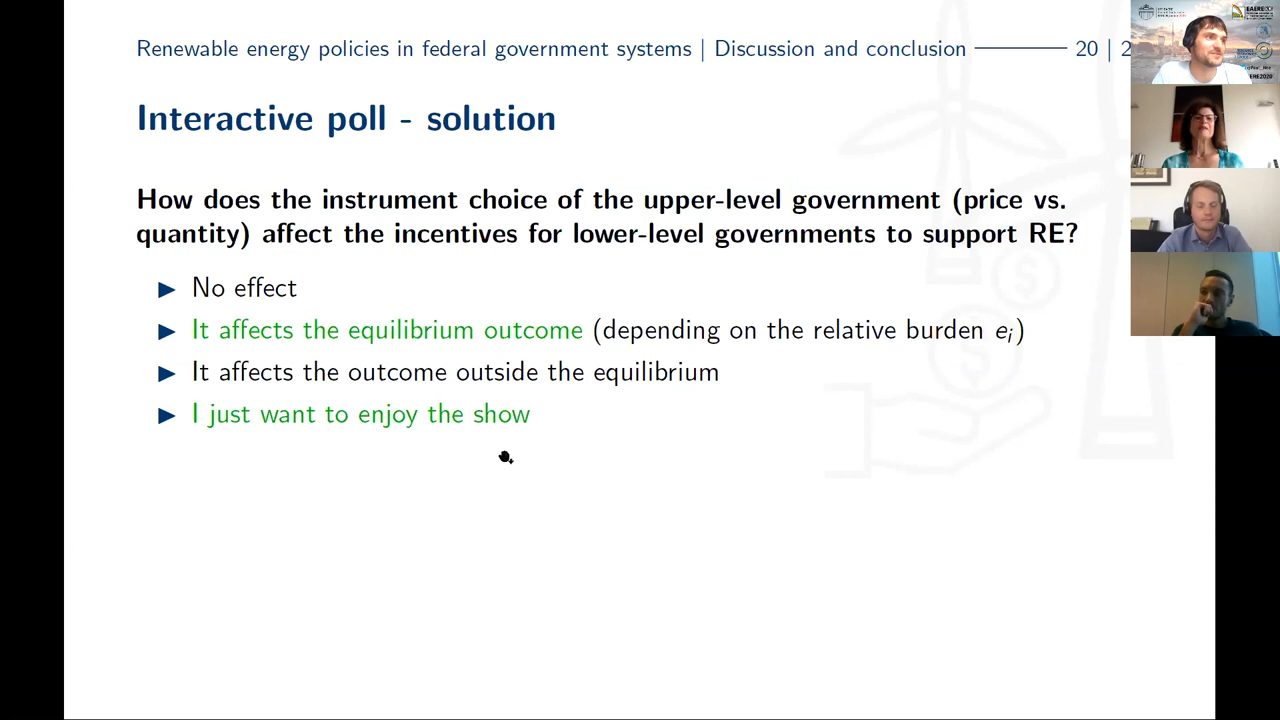 Renewable energy policies in federal government systems | Discussion and conclusion 20 | 2
Interactive poll - solution
How does the instrument choice of the upper-level government (price vs.
quantity) affect the incentives for lower-level governments to support RE?
▶ No effect
▶ It affects the equilibrium outcome (depending on the relative burden eᵢ)
▶ It affects the outcome outside the equilibrium
▶ I just want to enjoy the show
EAERE